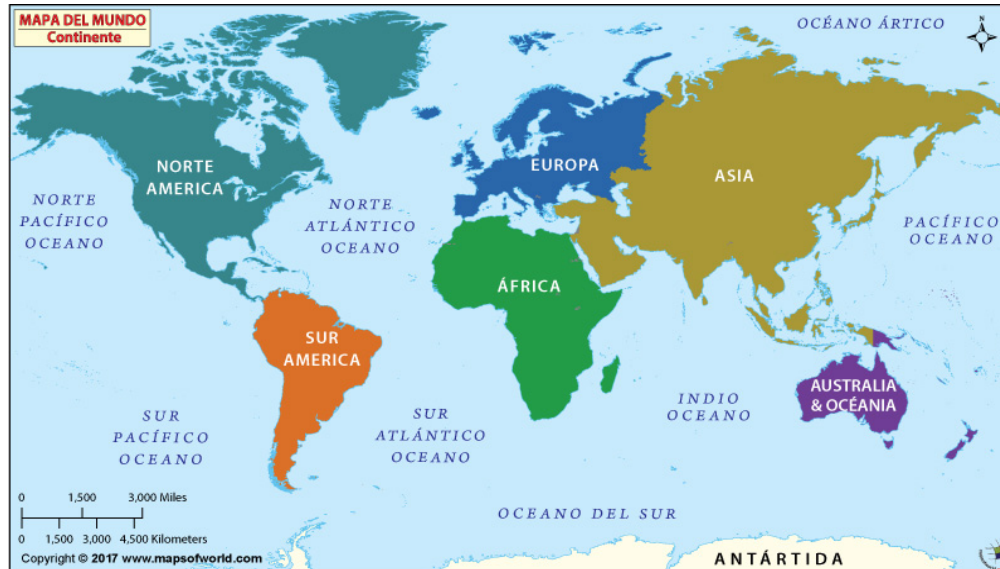 MAPA DEL MUNDO
Continente
OCÉANO ÁRTICO
N
NORTE
AMERICA
EUROPA
ASIA
NORTE
PACÍFICO
OCEANO
NORTE
ATLÁNTICO
OCEANO
PACÍFICO
OCEANO
ÁFRICA
SUR
AMERICA
AUSTRALIA
& OCÉANIA
INDIO
OCEANO
SUR
PACÍFICO
OCEANO
SUR
ATLÁNTICO
OCEANO
0 1,500 3,000 Miles
0 1,500 3,000 4,500 Kilometers
OCEANO DEL SUR
Copyright © 2017 www.mapsofworld.com
ANTÁRTIDA